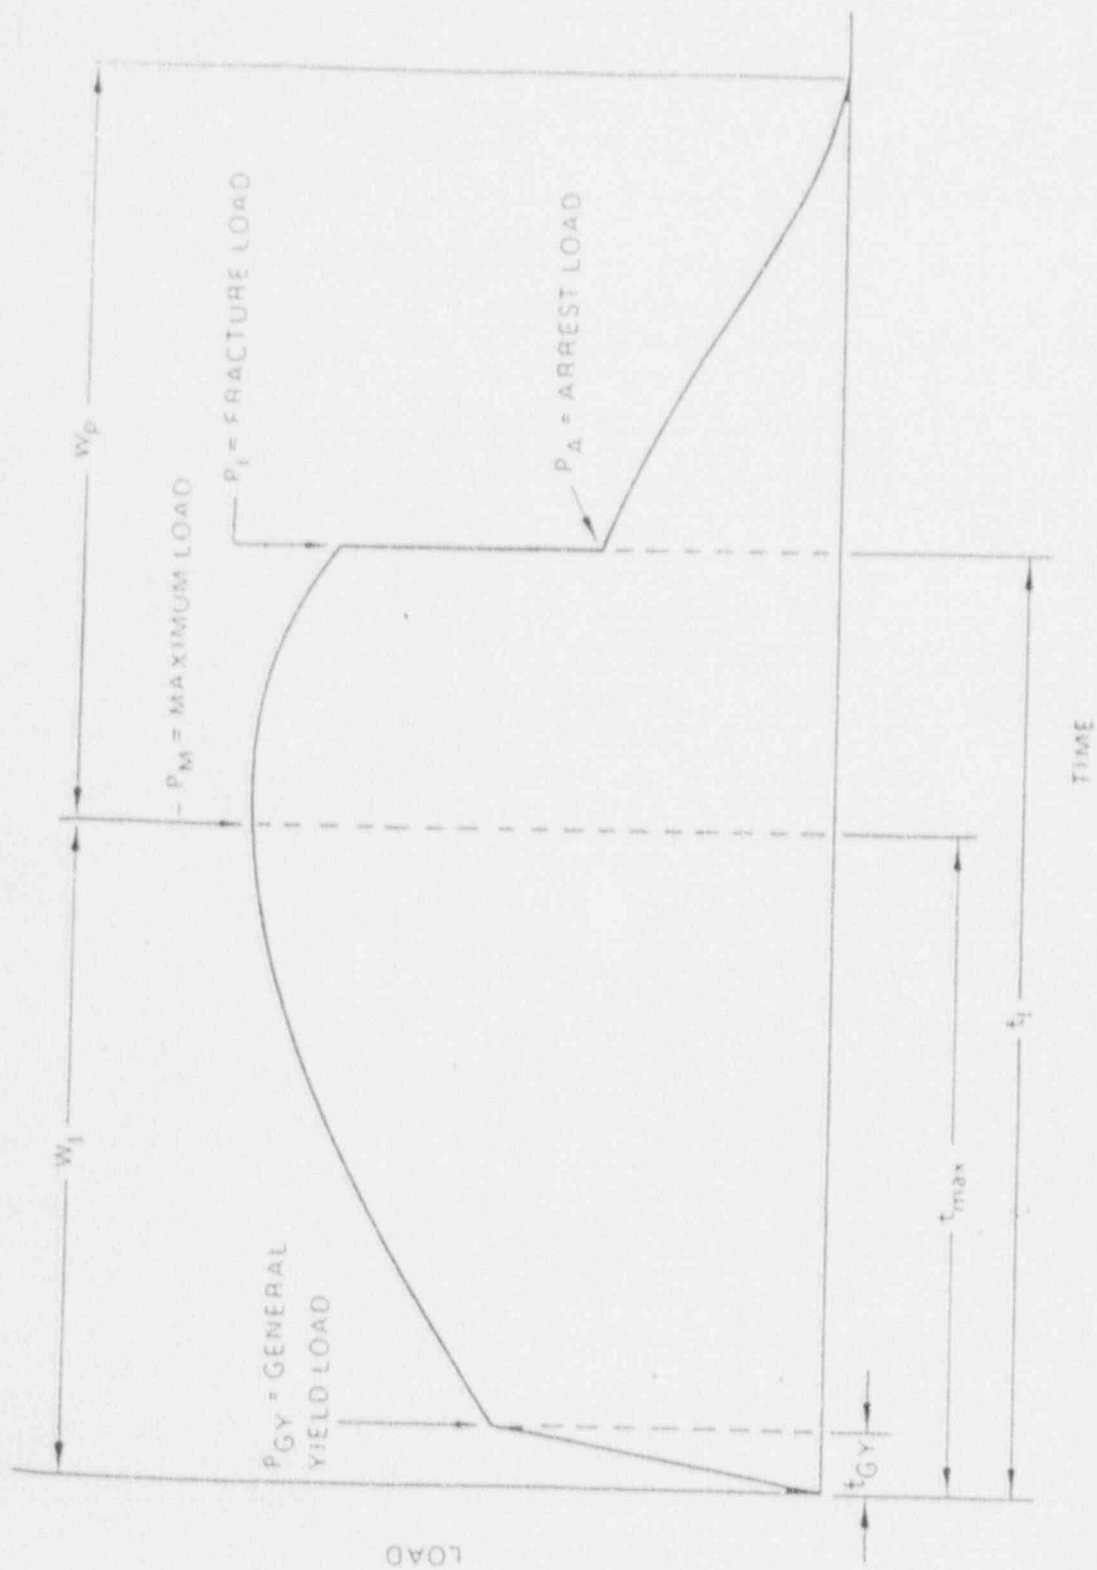 W_I
W_P
P_M = MAXIMUM LOAD
P_f = FRACTURE LOAD
P_GY = GENERAL
YIELD LOAD
P_A = ARREST LOAD
LOAD
t_GY
t_max
t_f
TIME